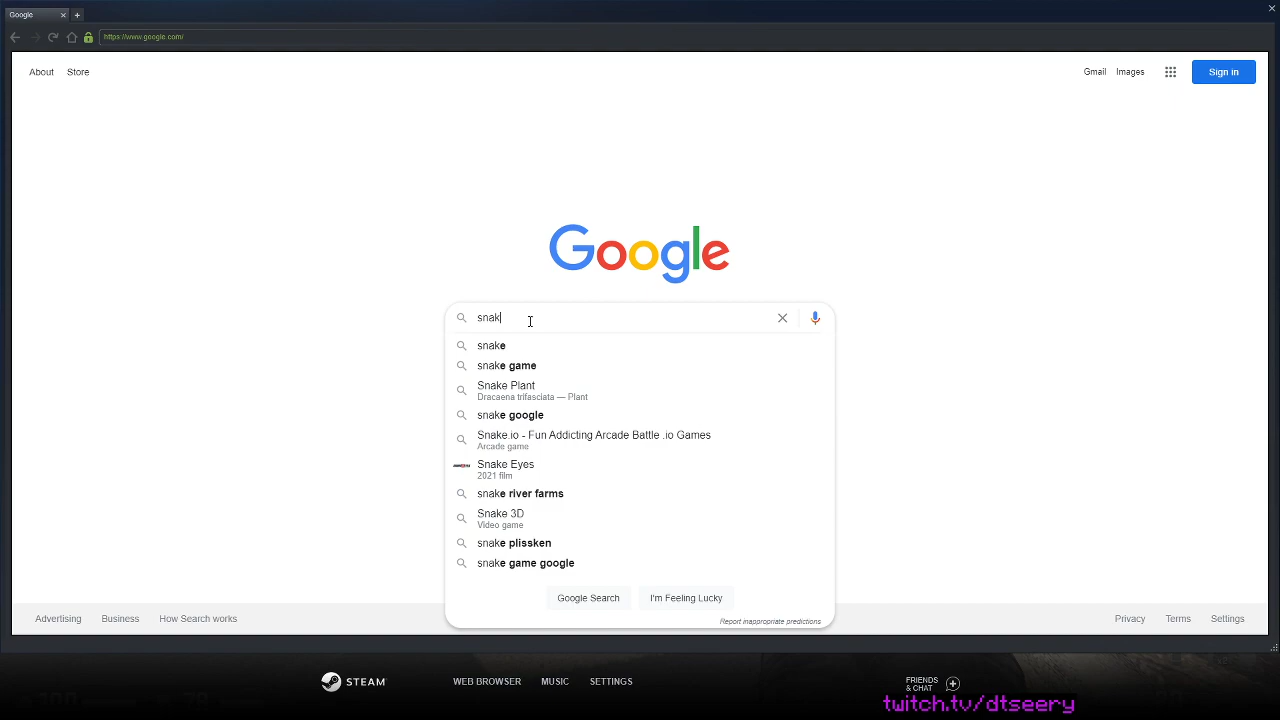 Google
https://www.google.com/
About Store
Gmail Images Sign in
Google
snak
snake
snake game
Snake Plant
Dracaena trifasciata — Plant
snake google
Snake.io - Fun Addicting Arcade Battle .io Games
Arcade game
Snake Eyes
2021 film
snake river farms
Snake 3D
Video game
snake plissken
snake game google
Google Search I'm Feeling Lucky
Report inappropriate predictions
Advertising Business How Search works
Privacy Terms Settings
STEAM WEB BROWSER MUSIC SETTINGS
FRIENDS
& CHAT
twitch.tv/dtseery